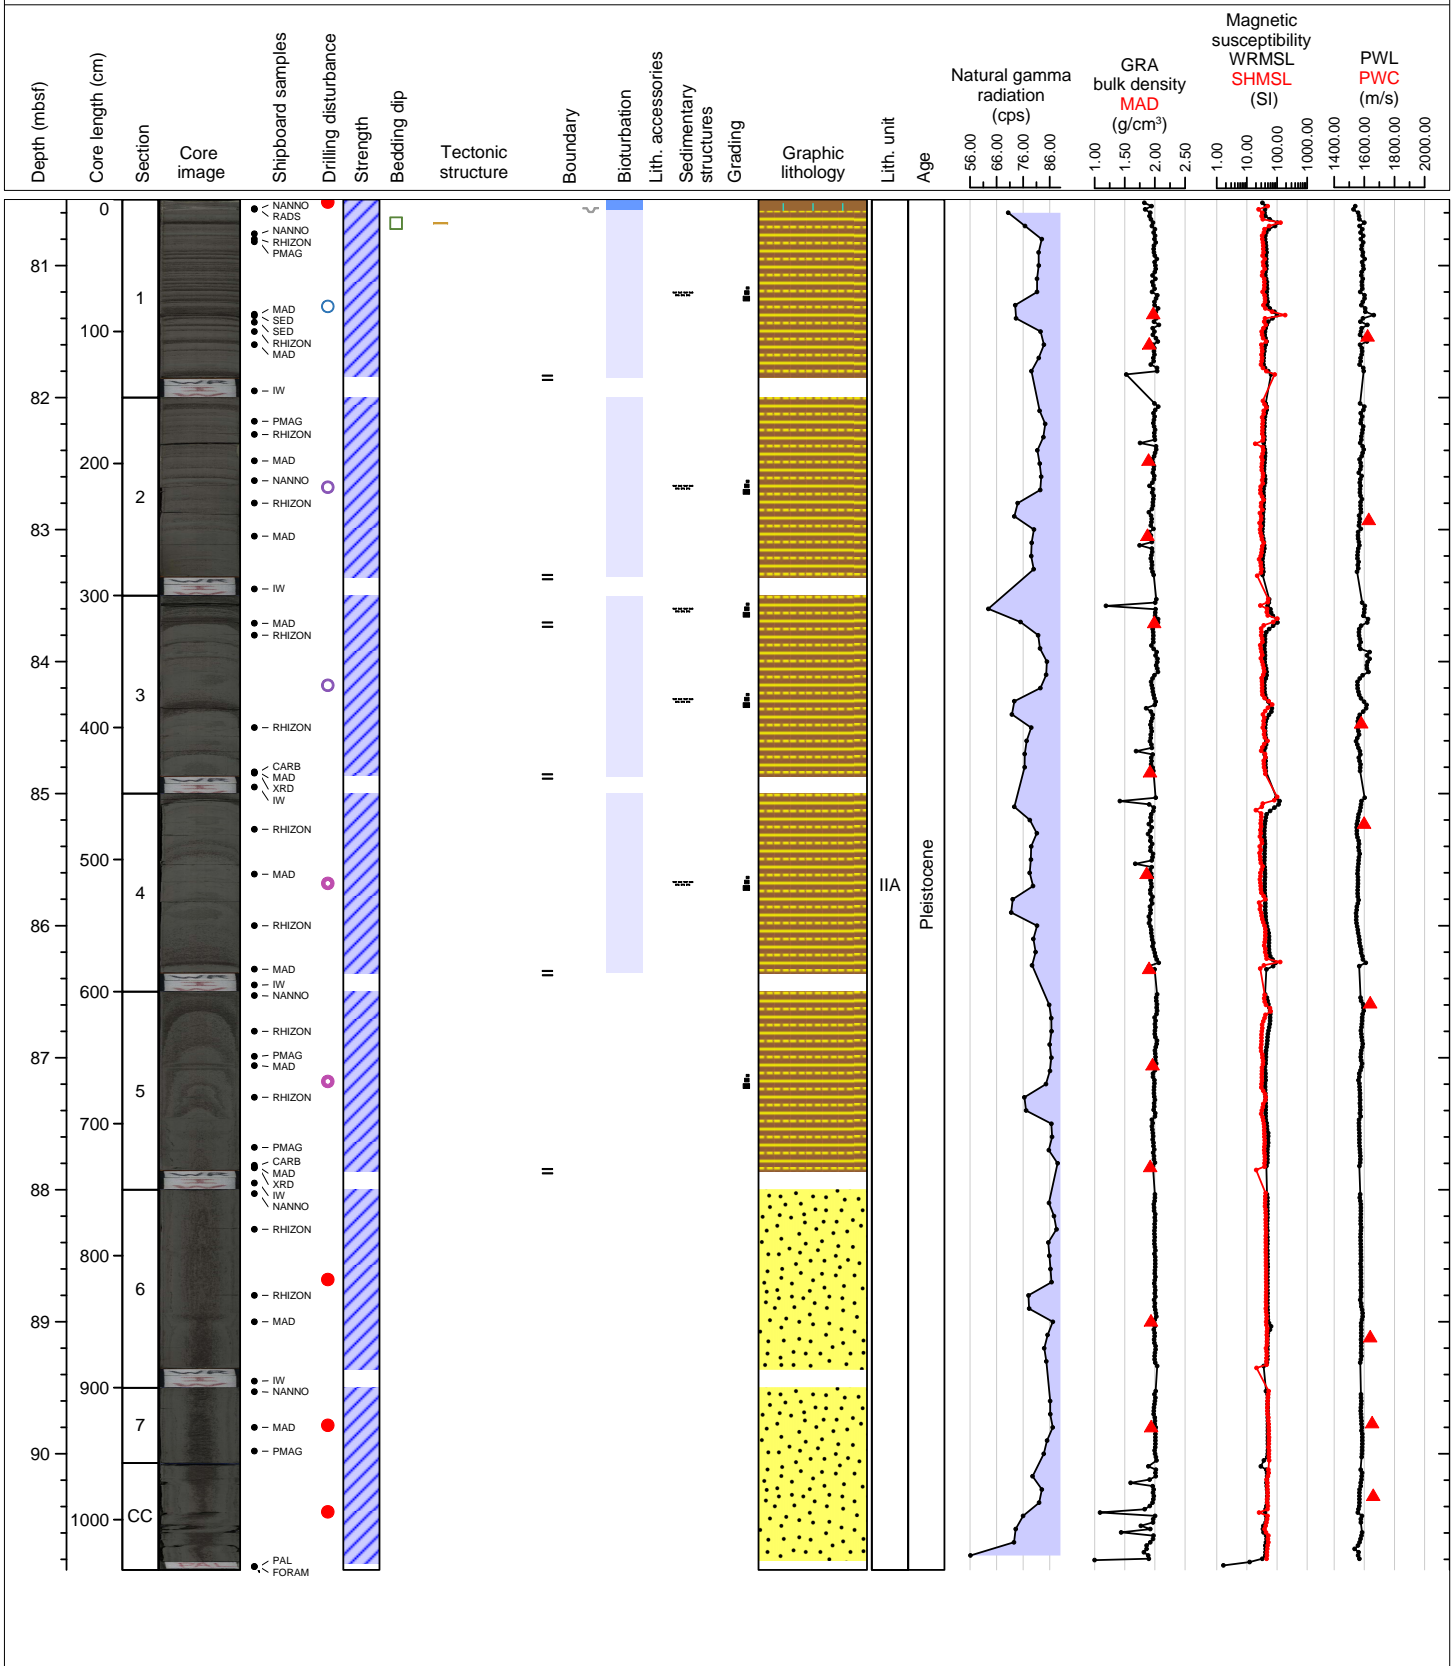 Depth (mbsf)
Core length (cm)
Section
Core
image
Shipboard samples
Drilling disturbance
Strength
Bedding dip
Tectonic
structure
Boundary
Bioturbation
Lith. accessories
Sedimentary
structures
Grading
Graphic
lithology
Lith. unit
Age
Natural gamma
radiation
(cps)
56.00 66.00 76.00 86.00
GRA
bulk density
MAD
(g/cm³)
1.00 1.50 2.00 2.50
Magnetic
susceptibility
WRMSL
SHMSL
(SI)
1.00 10.00 100.00 1000.00
PWL
PWC
(m/s)
1400.00 1600.00 1800.00 2000.00
81
82
83
84
85
86
87
88
89
90
0
100
200
300
400
500
600
700
800
900
1000
1
2
3
4
5
6
7
CC
NANNO
RADS
NANNO
RHIZON
PMAG
MAD
SED
SED
RHIZON
MAD
IW
PMAG
RHIZON
MAD
NANNO
RHIZON
MAD
IW
MAD
RHIZON
RHIZON
CARB
MAD
XRD
IW
RHIZON
MAD
RHIZON
MAD
IW
NANNO
RHIZON
PMAG
MAD
RHIZON
PMAG
CARB
MAD
XRD
IW
NANNO
RHIZON
RHIZON
MAD
IW
NANNO
MAD
PMAG
PAL
FORAM
IIA
Pleistocene